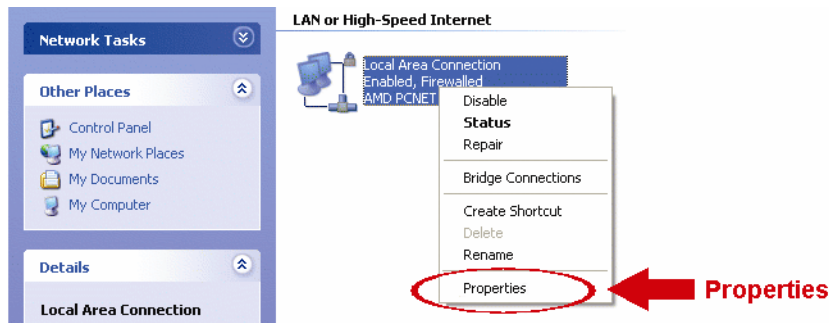 Network Tasks
Other Places
Control Panel
My Network Places
My Documents
My Computer
Details
Local Area Connection
LAN or High-Speed Internet
Local Area Connection
Enabled, Firewalled
AMD PCNET
Disable
Status
Repair
Bridge Connections
Create Shortcut
Delete
Rename
Properties
Properties